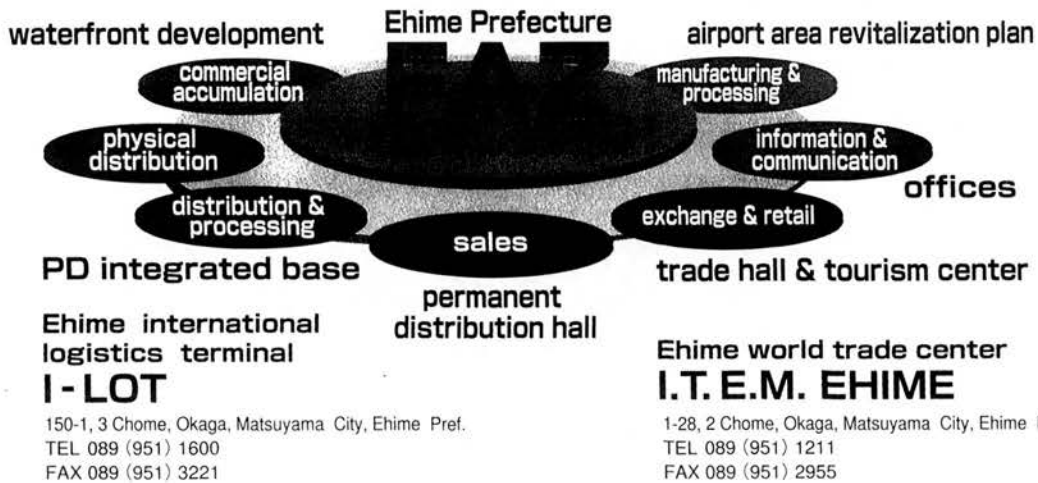 Ehime Prefecture
FAZ
waterfront development
airport area revitalization plan
commercial
accumulation
manufacturing &
processing
physical
distribution
information &
communication
offices
distribution &
processing
sales
exchange & retail
PD integrated base
permanent
distribution hall
trade hall & tourism center
Ehime international
logistics terminal
I-LOT
150-1, 3 Chome, Okaga, Matsuyama City, Ehime Pref.
TEL 089 (951) 1600
FAX 089 (951) 3221
Ehime world trade center
I.T.E.M. EHIME
1-28, 2 Chome, Okaga, Matsuyama City, Ehime
TEL 089 (951) 1211
FAX 089 (951) 2955